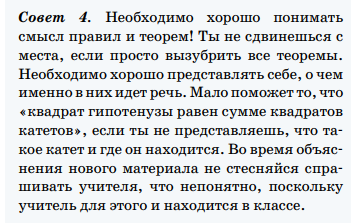 Совет 4. Необходимо хорошо понимать
смысл правил и теорем! Ты не сдвинешься с
места, если просто вызубрить все теоремы.
Необходимо хорошо представлять себе, о чем
именно в них идет речь. Мало поможет то, что
«квадрат гипотенузы равен сумме квадратов
катетов», если ты не представляешь, что та-
кое катет и где он находится. Во время объяс-
нения нового материала не стесняйся спра-
шивать учителя, что непонятно, поскольку
учитель для этого и находится в классе.